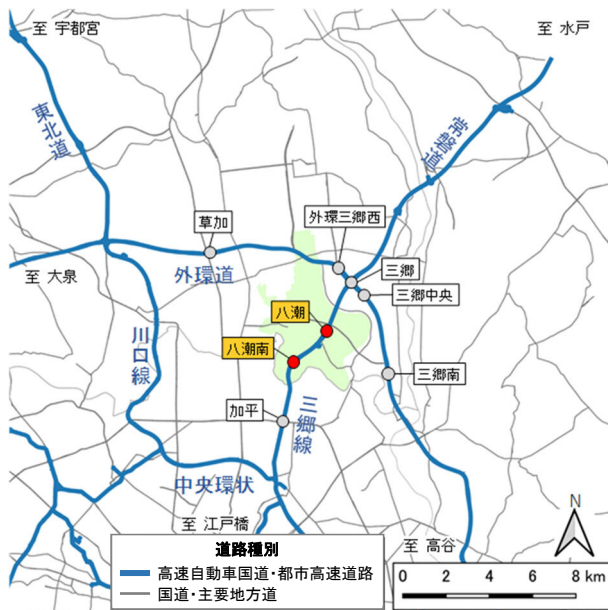 至 宇都宮
至 水戸
東北道
常磐道
草加
外環三郷西
至 大泉
外環道
三郷
三郷中央
八潮
川口線
八潮南
三郷南
加平
三郷線
中央環状
至 江戸橋
至 高谷
N
道路種別
高速自動車国道・都市高速道路
国道・主要地方道
0 2 4 6 8 km